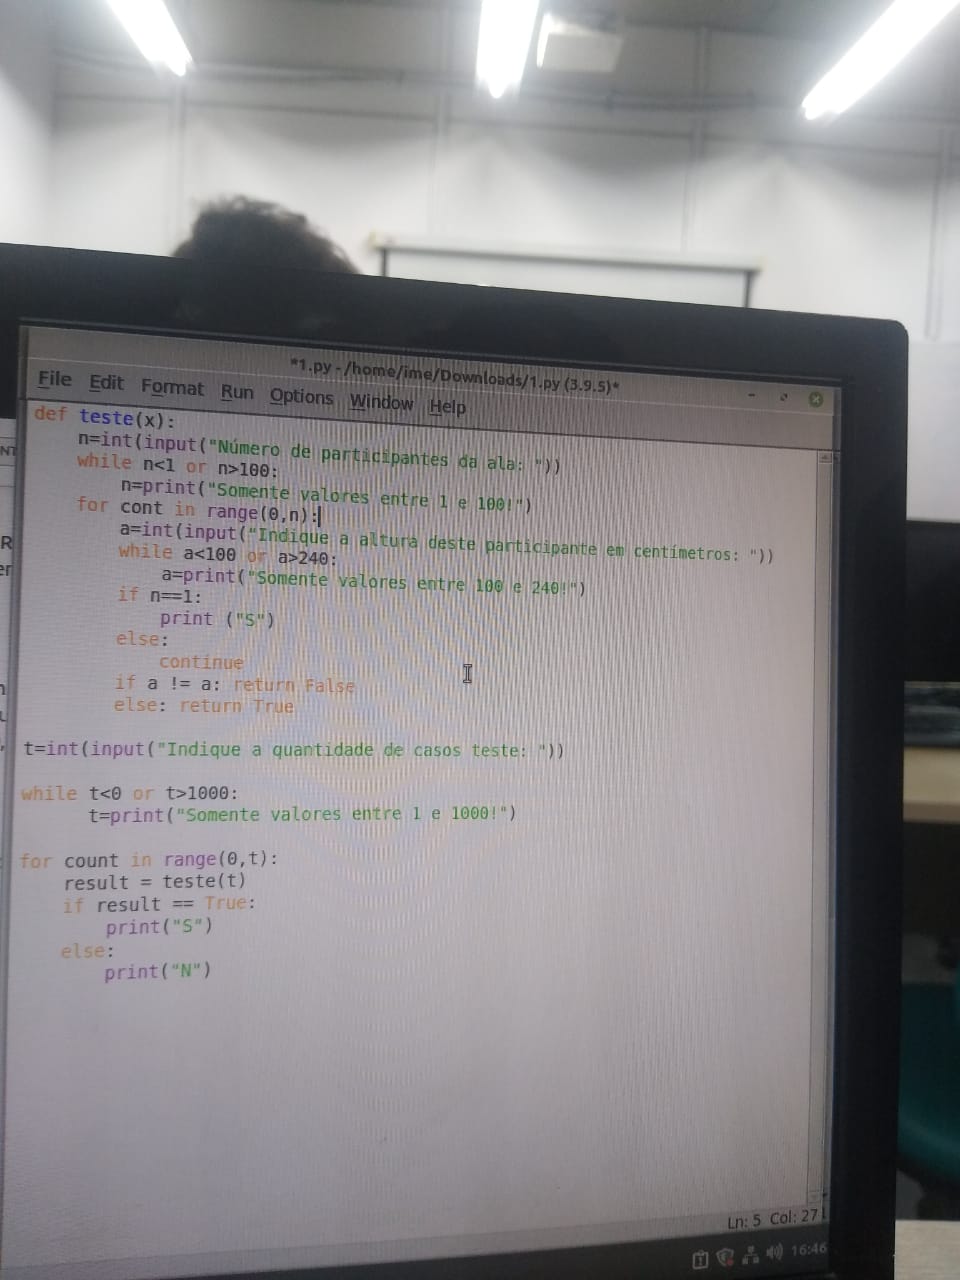 *1.py - /home/ime/Downloads/1.py (3.9.5)*
File Edit Format Run Options Window Help
def teste(x):
    n=int(input("Número de participantes da ala: "))
    while n<1 or n>100:
        n=print("Somente valores entre 1 e 100!")
    for cont in range(0,n):
        a=int(input("Indique a altura deste participante em centímetros: "))
        while a<100 or a>240:
            a=print("Somente valores entre 100 e 240!")
        if n==1:
            print ("S")
        else:
            continue
        if a != a: return False
        else: return True
t=int(input("Indique a quantidade de casos teste: "))
while t<0 or t>1000:
        t=print("Somente valores entre 1 e 1000!")
for count in range(0,t):
    result = teste(t)
    if result == True:
        print("S")
    else:
        print("N")
Ln: 5 Col: 27
16:46